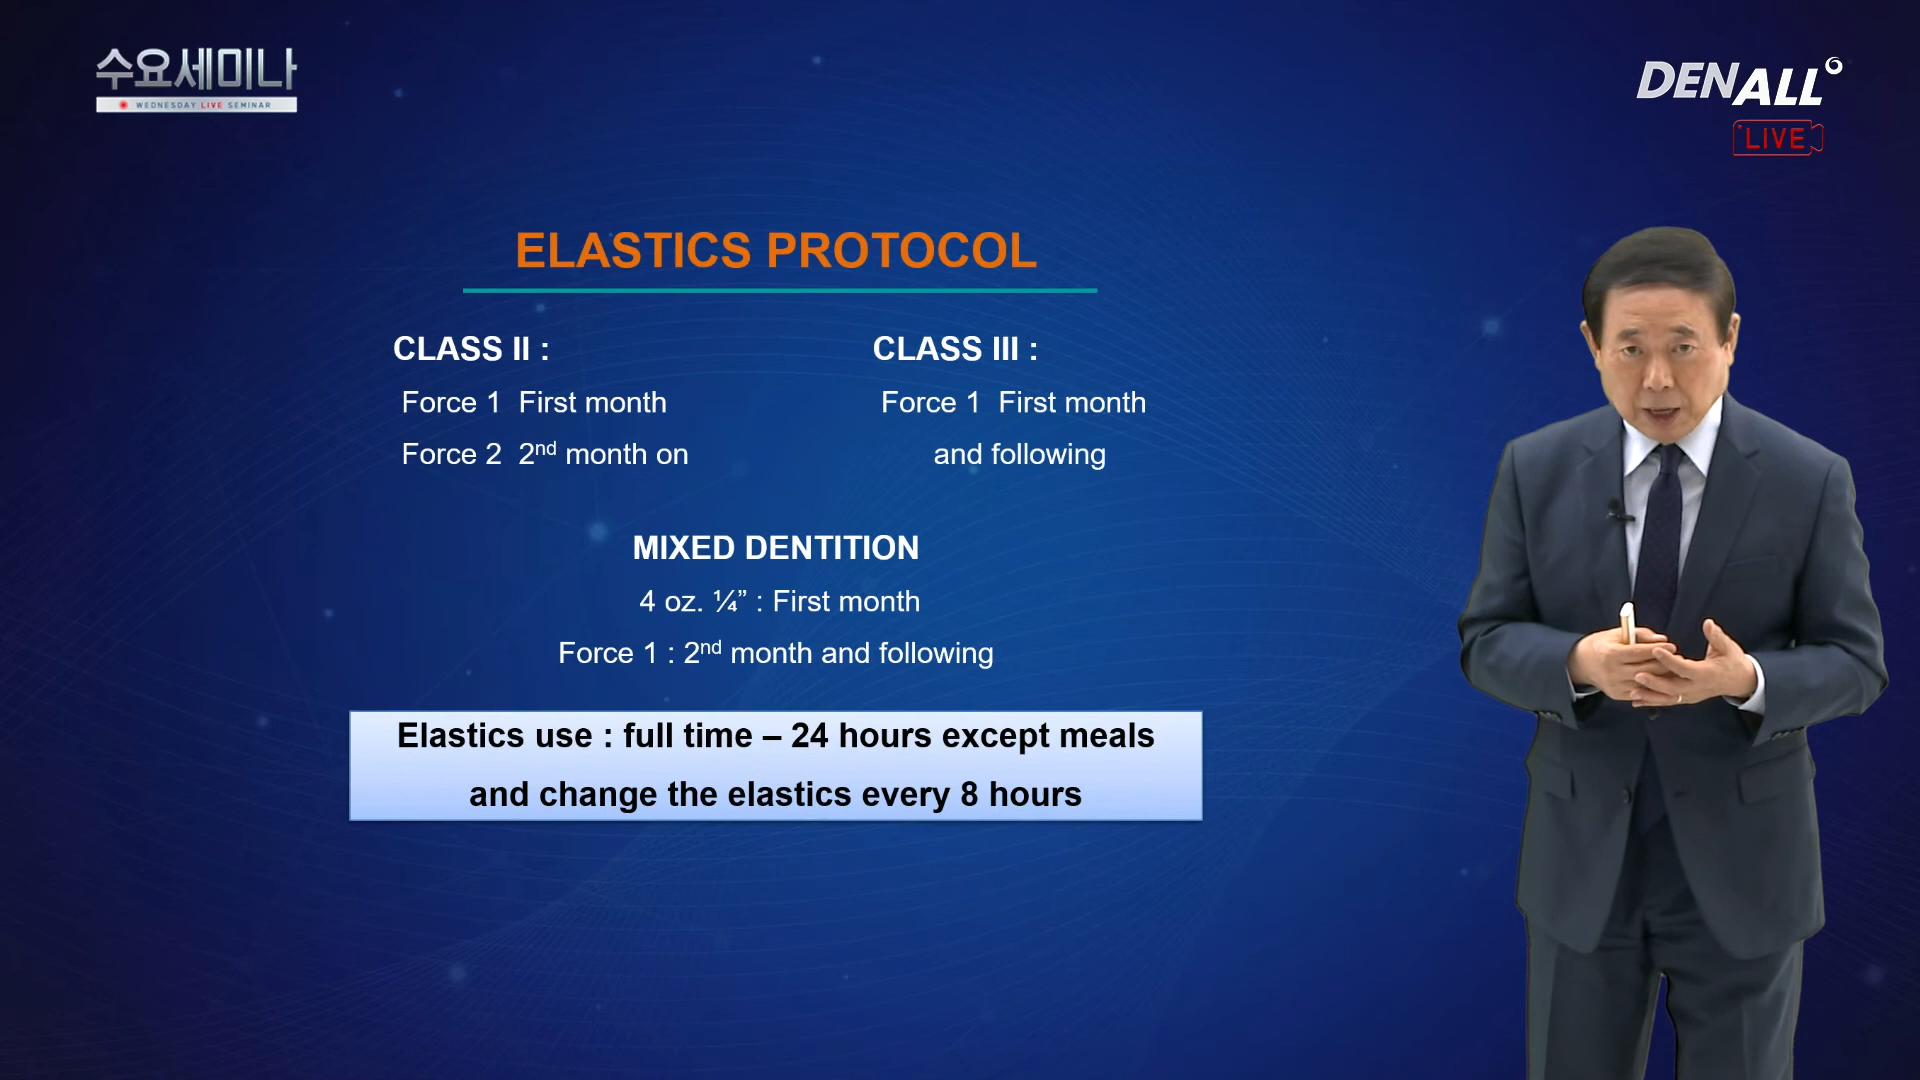 수요세미나
WEDNESDAY LIVE SEMINAR
DENALL
LIVE
ELASTICS PROTOCOL
CLASS II :
Force 1 First month
Force 2 2nd month on
CLASS III :
Force 1 First month
and following
MIXED DENTITION
4 oz. ¼” : First month
Force 1 : 2nd month and following
Elastics use : full time – 24 hours except meals
and change the elastics every 8 hours